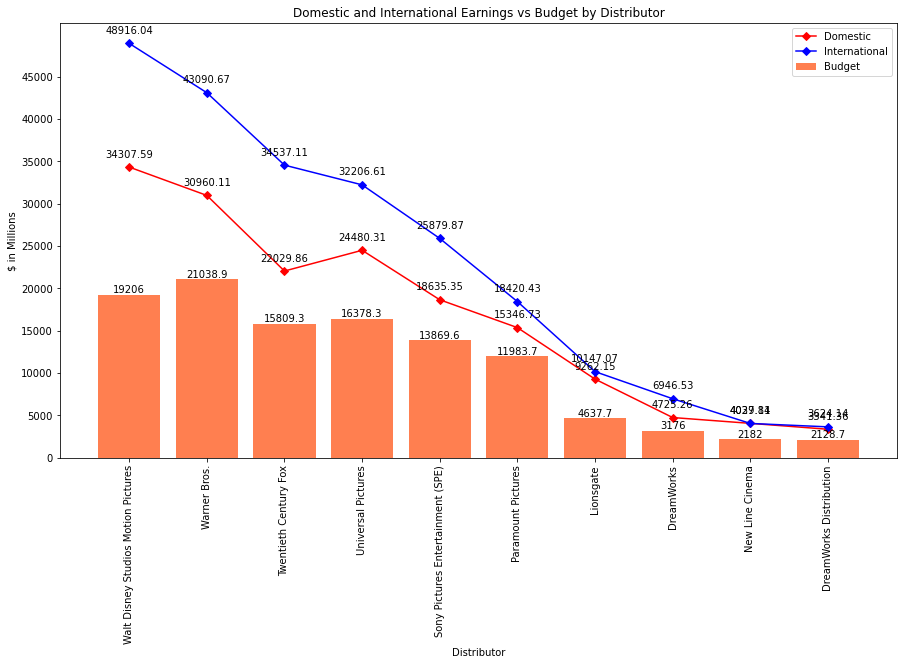 Domestic and International Earnings vs Budget by Distributor
Domestic
International
Budget
$ in Millions
45000
40000
35000
30000
25000
20000
15000
10000
5000
0
48916.04
43090.67
34537.11
32206.61
25879.87
18420.43
10147.07
6946.53
3624.14
34307.59
30960.11
22029.86
24480.31
18635.35
15346.73
9262.15
4725.26
19206
21038.9
15809.3
16378.3
13869.6
11983.7
4637.7
3176
2182
2128.7
Walt Disney Studios Motion Pictures
Warner Bros.
Twentieth Century Fox
Universal Pictures
Sony Pictures Entertainment (SPE)
Paramount Pictures
Lionsgate
DreamWorks
New Line Cinema
DreamWorks Distribution
Distributor